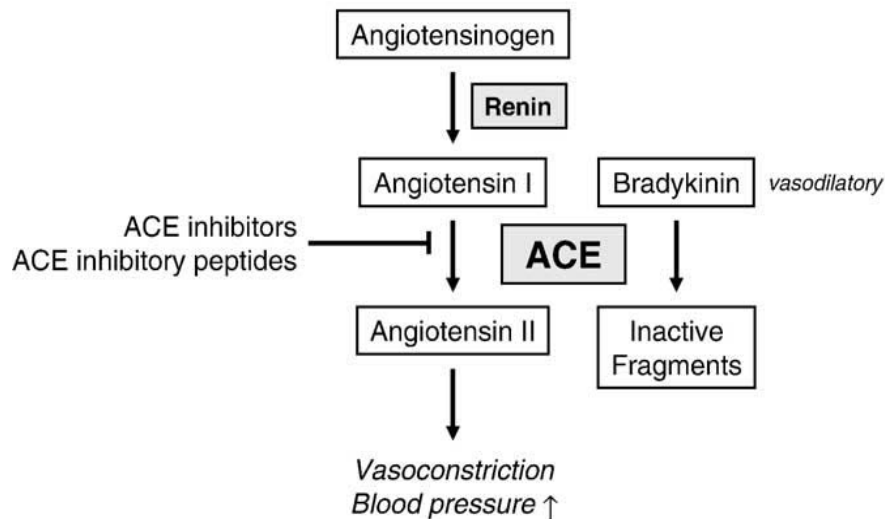 Angiotensinogen
Renin
Angiotensin I
Bradykinin
vasodilatory
ACE inhibitors
ACE inhibitory peptides
ACE
Angiotensin II
Inactive
Fragments
Vasoconstriction
Blood pressure ↑